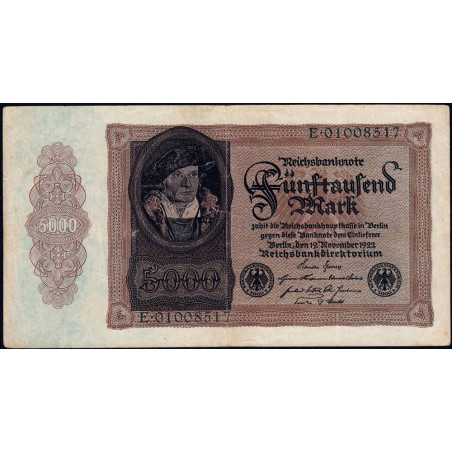 E·01008517
Reichsbanknote
Fünftausend
Mark
zahlt die Reichsbankhauptkasse in Berlin
gegen diese Banknote dem Einlieferer
Berlin, den 19. November 1922
Reichsbankdirektorium
5000
5000
E·01008517